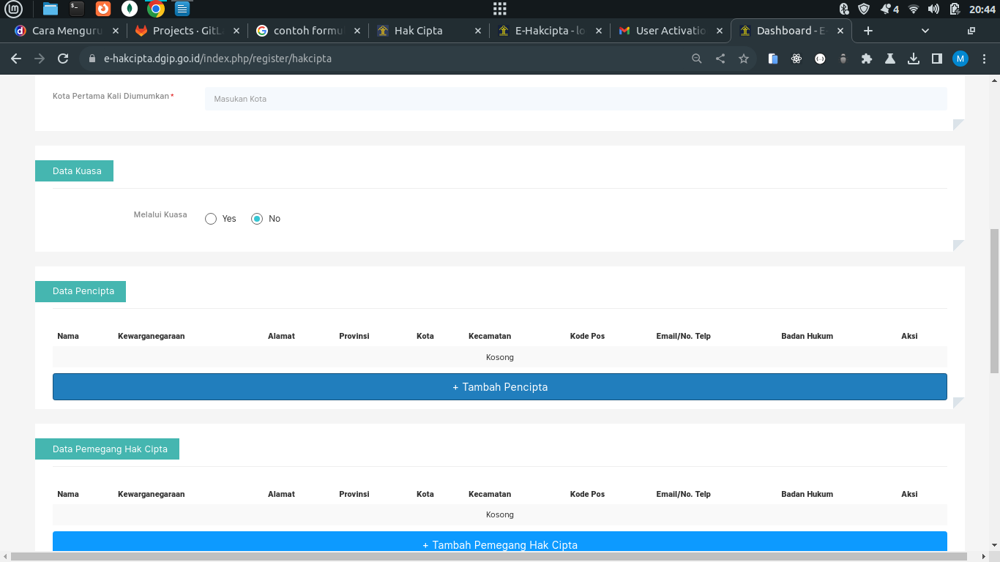 4 20:44
Cara Menguru Projects · GitL contoh formu Hak Cipta E-Hakcipta - lo User Activatio Dashboard - E
e-hakcipta.dgip.go.id/index.php/register/hakcipta M
Kota Pertama Kali Diumumkan* Masukan Kota
Data Kuasa
Melalui Kuasa Yes No
Data Pencipta
Nama Kewarganegaraan Alamat Provinsi Kota Kecamatan Kode Pos Email/No. Telp Badan Hukum Aksi
Kosong
+ Tambah Pencipta
Data Pemegang Hak Cipta
Nama Kewarganegaraan Alamat Provinsi Kota Kecamatan Kode Pos Email/No. Telp Badan Hukum Aksi
Kosong
+ Tambah Pemegang Hak Cipta